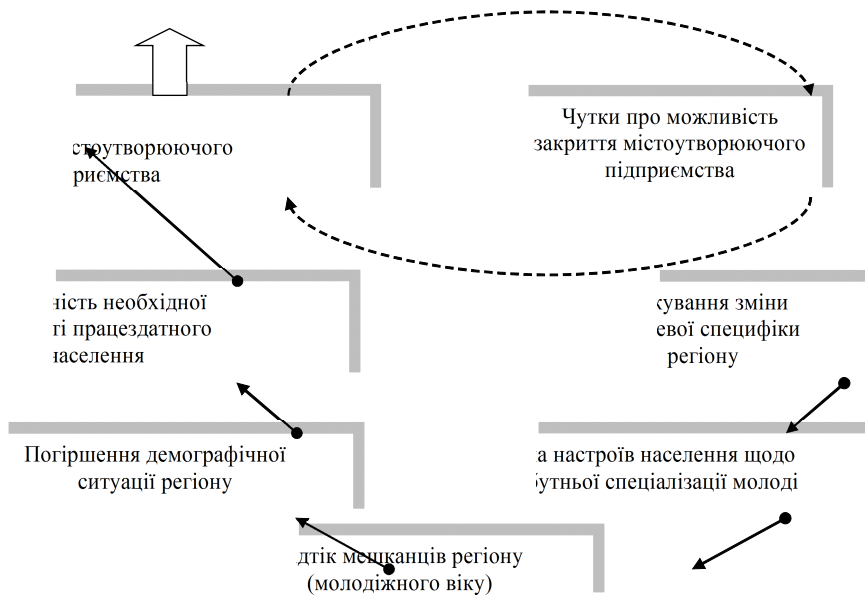 стоутворюючого
риємства
Чутки про можливість
закриття містоутворюючого
підприємства
ність необхідної
ті працездатного
населення
кування зміни
евої специфіки
регіону
Погіршення демографічної
ситуації регіону
а настроїв населення щодо
бутньої спеціалізації молоді
дтік мешканців регіону
(молодіжного віку)